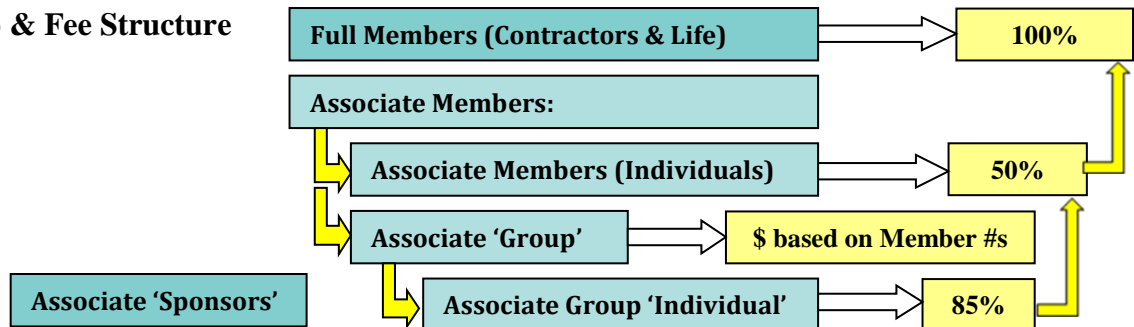 & Fee Structure
Full Members (Contractors & Life)
100%
Associate Members:
Associate Members (Individuals)
50%
Associate ‘Group’
$ based on Member #s
Associate ‘Sponsors’
Associate Group ‘Individual’
85%